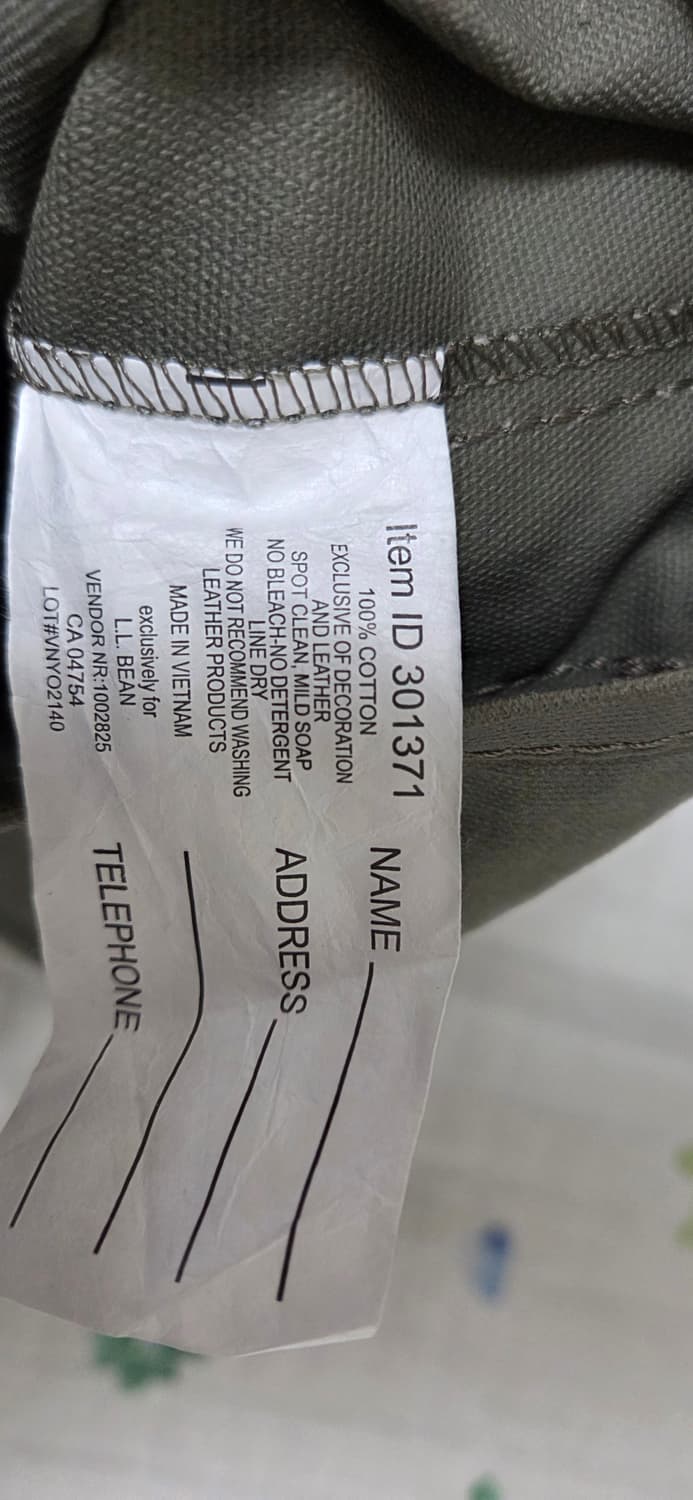 Item ID 301371
100% COTTON
EXCLUSIVE OF DECORATION
AND LEATHER
SPOT CLEAN, MILD SOAP
NO BLEACH-NO DETERGENT
LINE DRY
WE DO NOT RECOMMEND WASHING
LEATHER PRODUCTS
MADE IN VIETNAM
exclusively for
L.L. BEAN
VENDOR NR:1002825
CA 04754
LOT#VNYO2140
NAME
ADDRESS
TELEPHONE